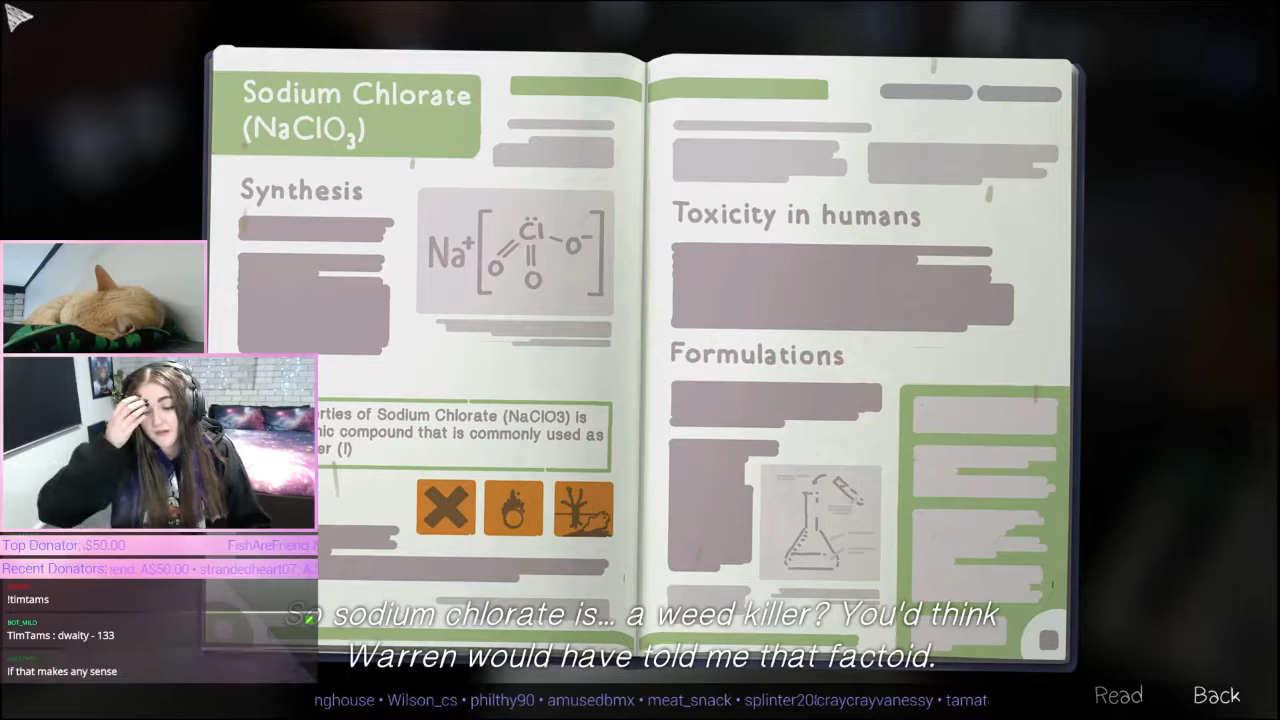 Sodium Chlorate
(NaClO₃)
Synthesis
Na⁺ [ O Cl O O⁻ ]
Toxicity in humans
Formulations
erties of Sodium Chlorate (NaClO3) is
nic compound that is commonly used as
er (I)
So sodium chlorate is... a weed killer? You'd think
Warren would have told me that factoid.
Top Donator: \$50.00 FishAreFriend
Recent Donators: iend: A$50.00 • strandedheart07: A
!timtams
BOT_MILO
TimTams : dwaity - 133
if that makes any sense
nghouse • Wilson_cs • philthy90 • amusedbmx • meat_snack • splinter20!craycrayvanessy • tamat
Read
Back